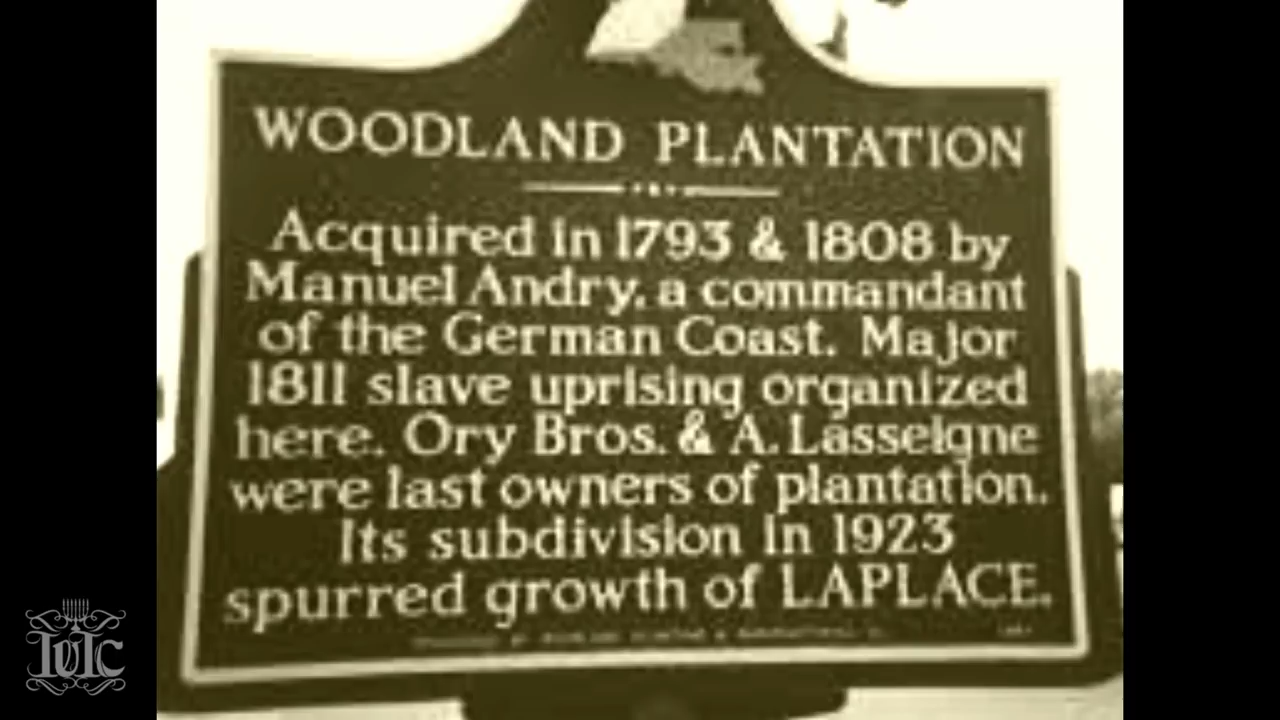 WOODLAND PLANTATION
Acquired in 1793 & 1808 by
Manuel Andry, a commandant
of the German Coast. Major
1811 slave uprising organized
here. Ory Bros. & A. Lasseigne
were last owners of plantation.
Its subdivision in 1923
spurred growth of LAPLACE.
IUIC